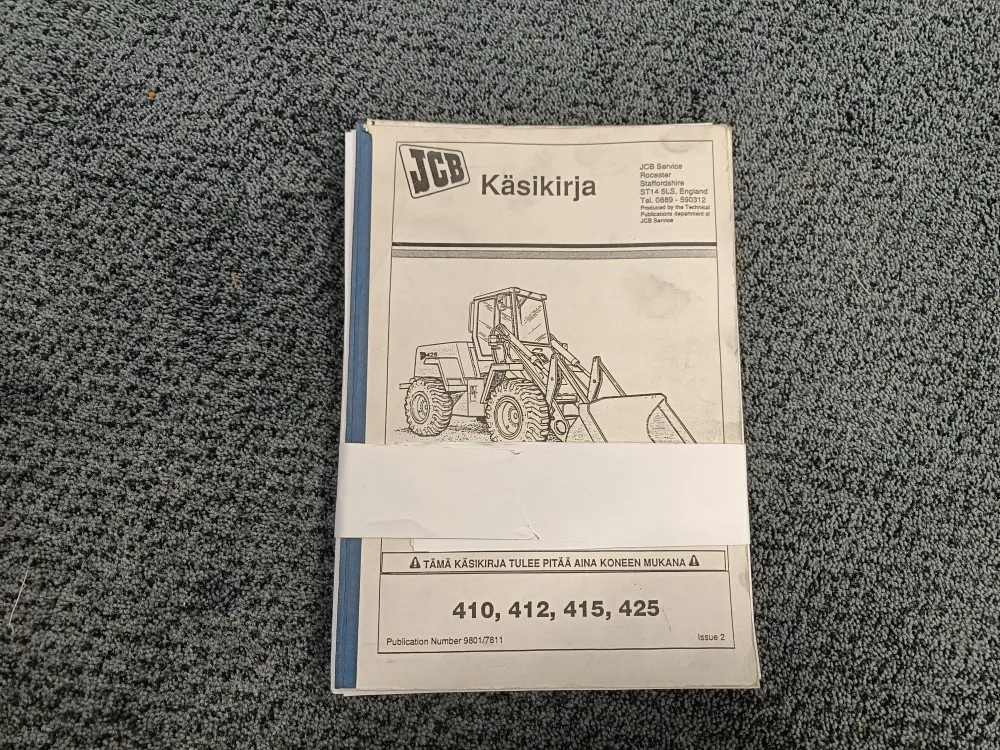 JCB
Käsikirja
JCB Service
Rocester
Staffordshire
ST14 5LS, England
Tel. 0889 - 590312
Produced by the Technical
Publications department of
JCB Service
425
TÄMÄ KÄSIKIRJA TULEE PITÄÄ AINA KONEEN MUKANA
410, 412, 415, 425
Publication Number 9801/7811
Issue 2